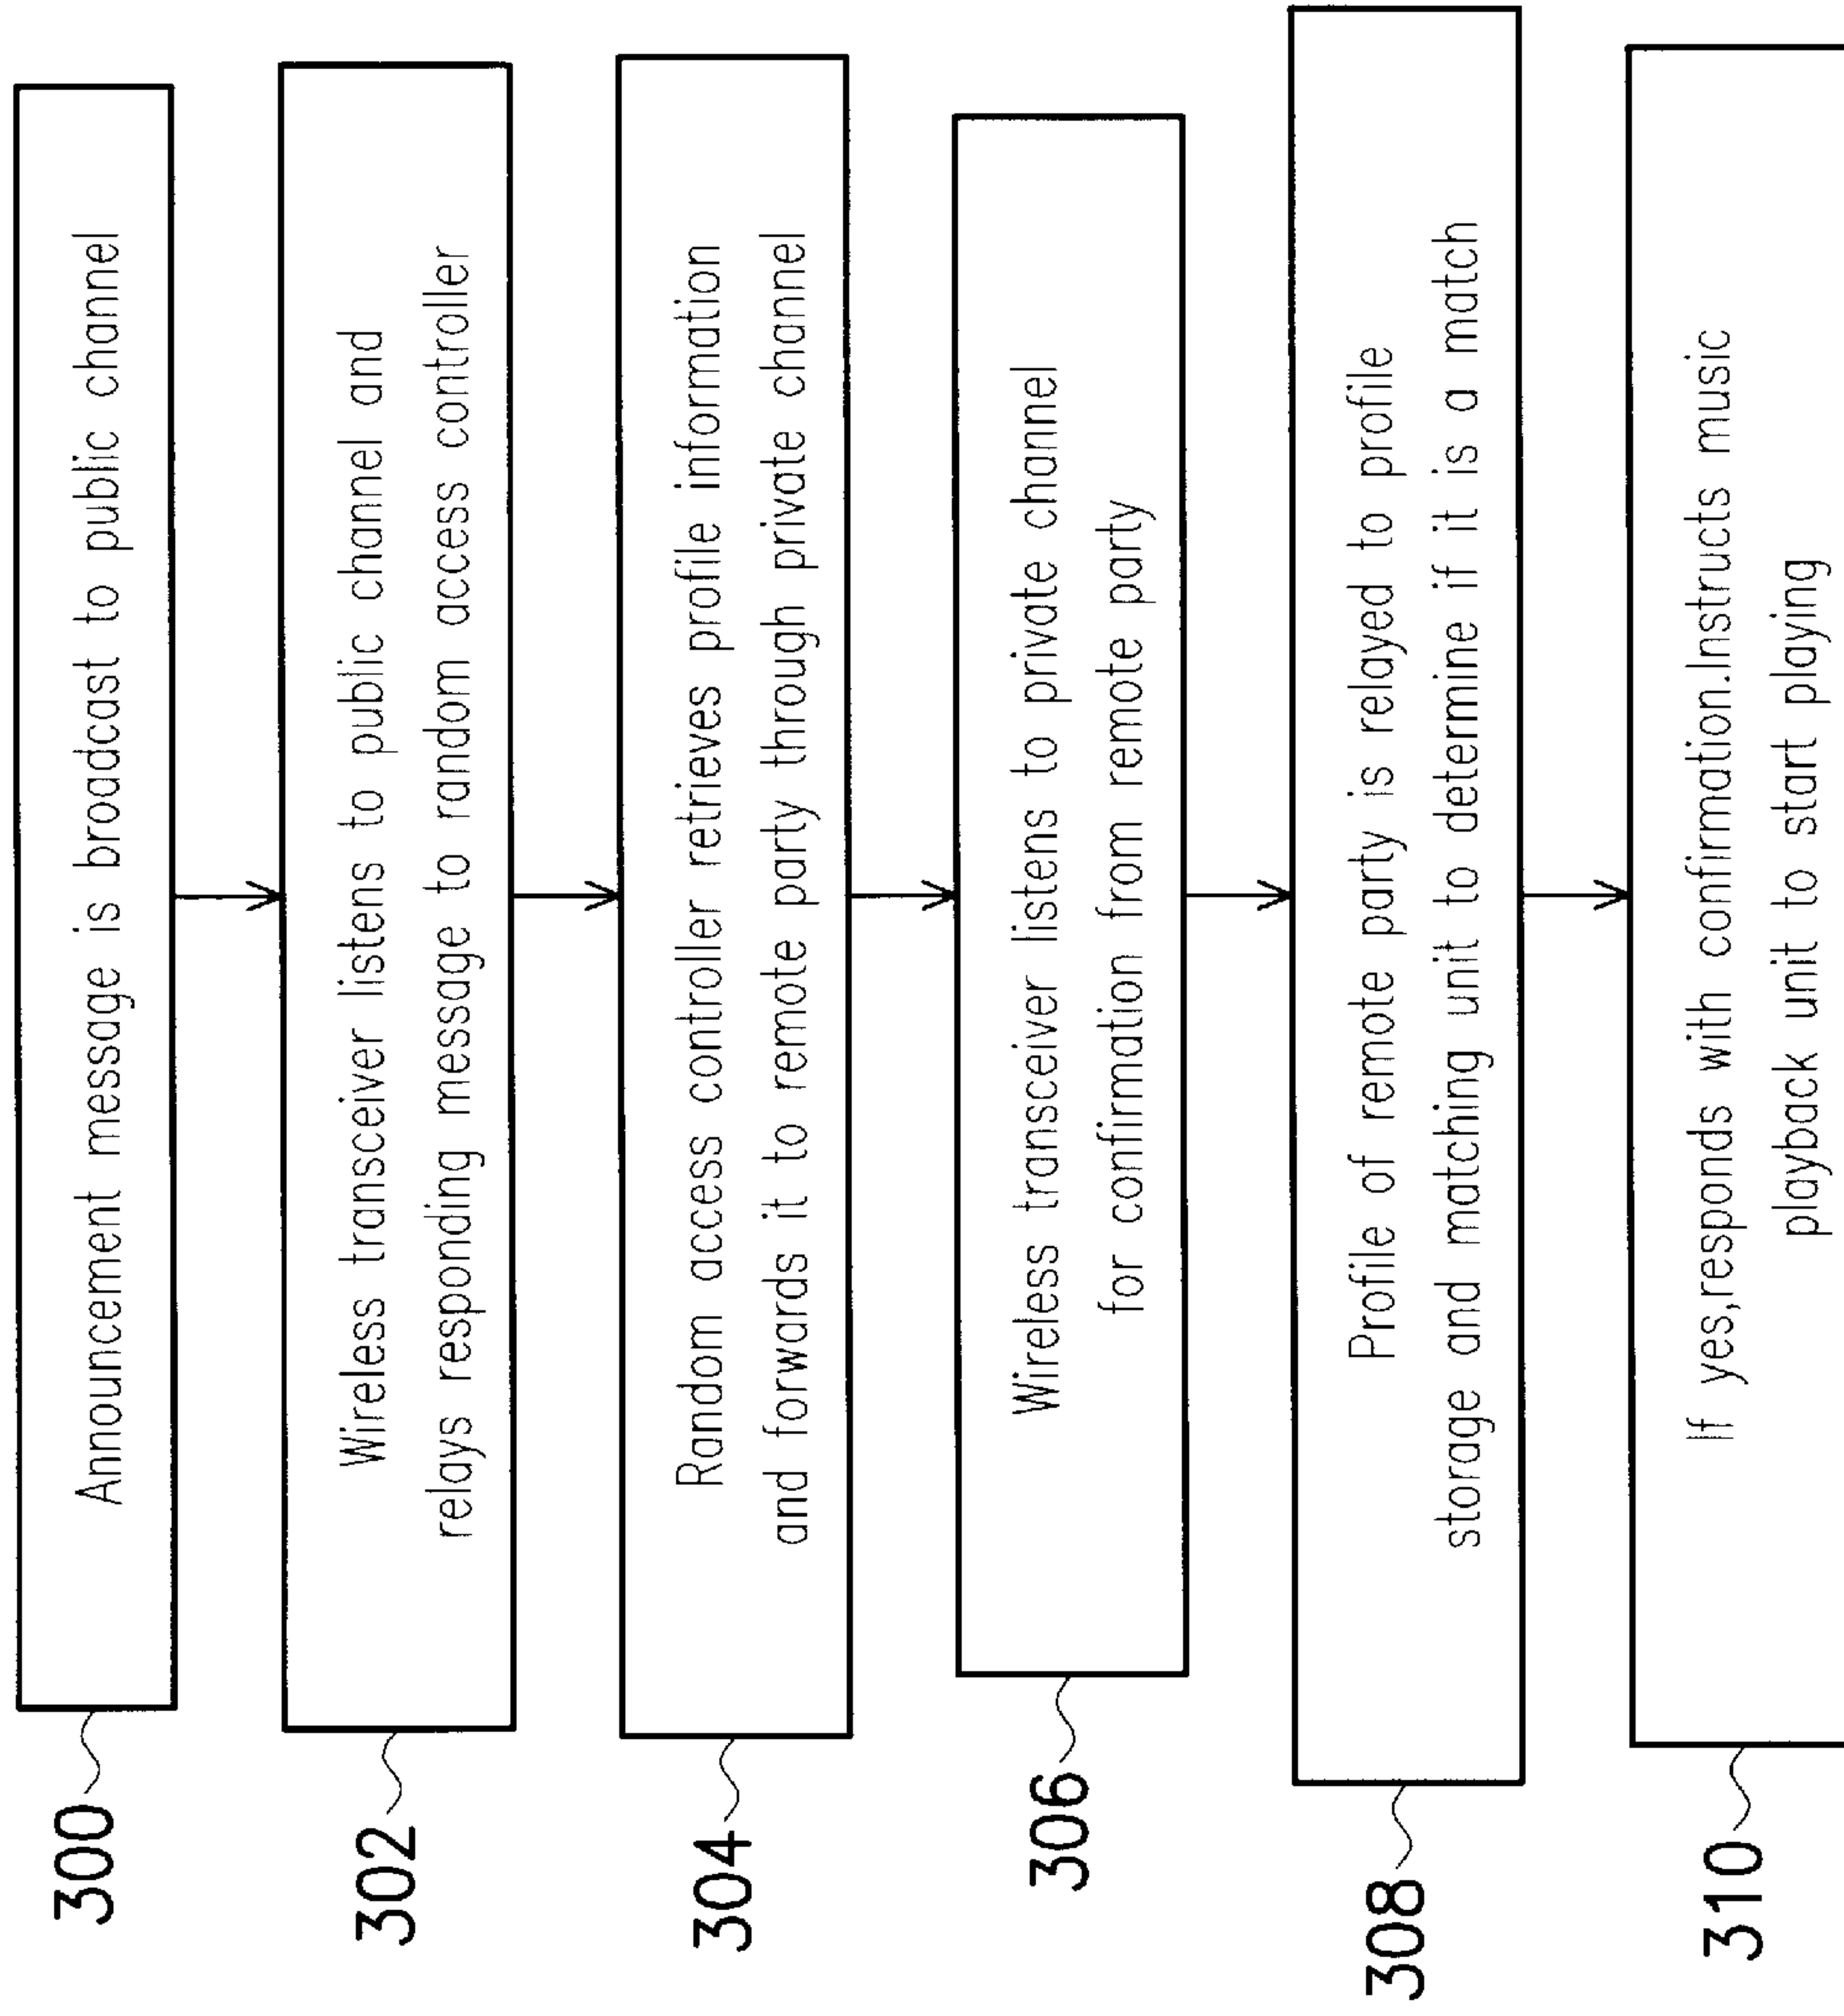 300
Announcement message is broadcast to public channel
302
Wireless transceiver listens to public channel and
relays responding message to random access controller
304
Random access controller retrieves profile information
and forwards it to remote party through private channel
306
Wireless transceiver listens to private channel
for confirmation from remote party
308
Profile of remote party is relayed to profile
storage and matching unit to determine if it is a match
310
If yes,responds with confirmation.Instructs music
playback unit to start playing